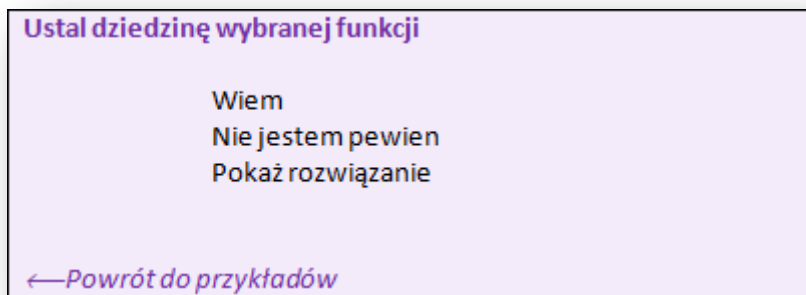 Ustal dziedzinę wybranej funkcji
Wiem
Nie jestem pewien
Pokaż rozwiązanie
⟵Powrót do przykładów